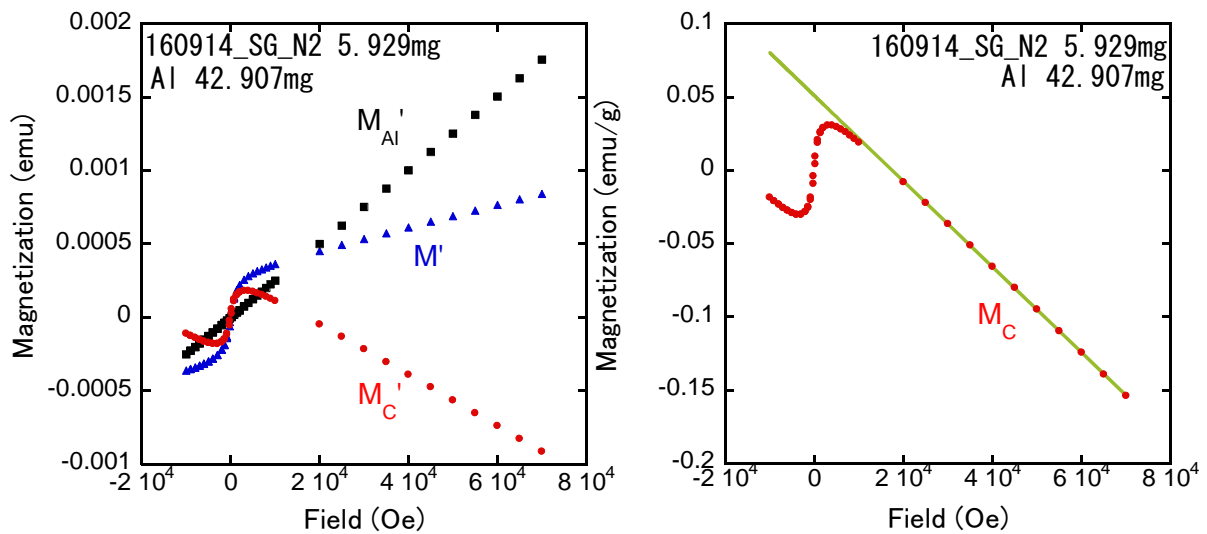 0.002
0.0015
0.001
0.0005
0
-0.0005
-0.001
Magnetization (emu)
160914_SG_N2 5.929mg
Al 42.907mg
M_Al'
M'
M_C'
-2 10^4
0
2 10^4
4 10^4
6 10^4
8 10^4
Field (Oe)
0.1
0.05
0
-0.05
-0.1
-0.15
-0.2
Magnetization (emu/g)
160914_SG_N2 5.929mg
Al 42.907mg
M_C
-2 10^4
0
2 10^4
4 10^4
6 10^4
8 10^4
Field (Oe)